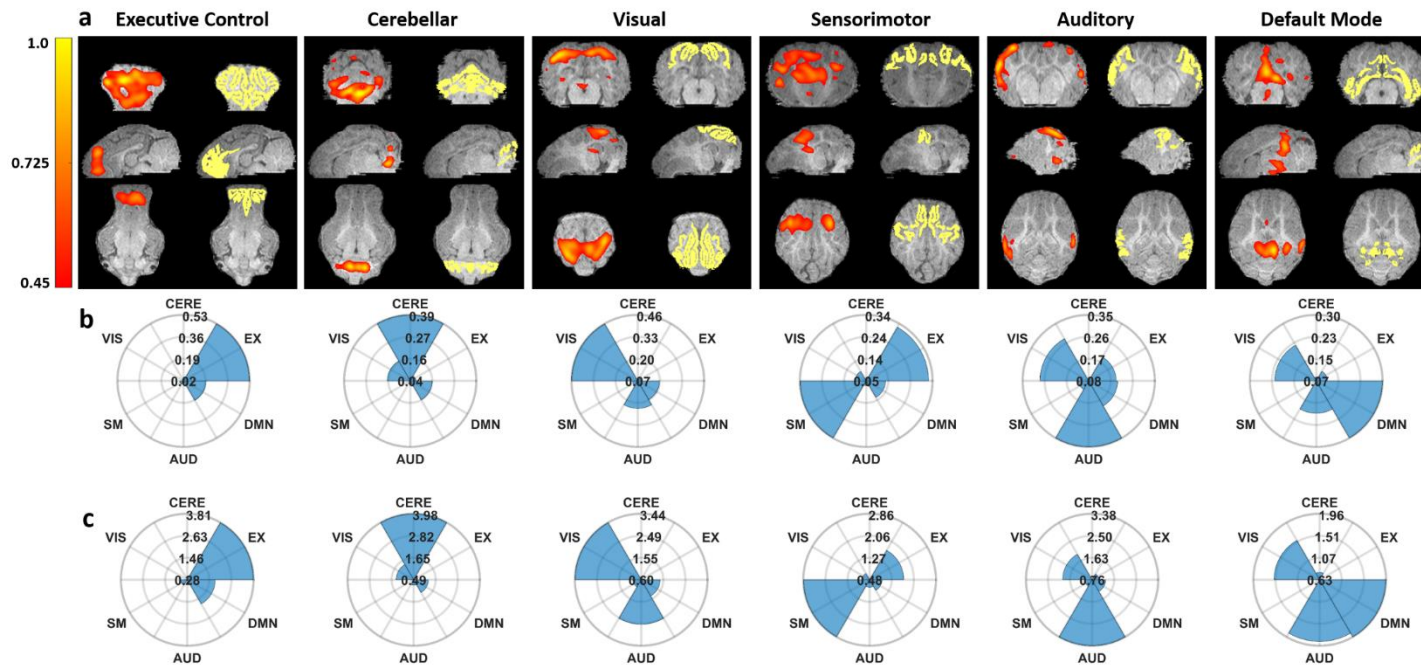 a Executive Control Cerebellar Visual Sensorimotor Auditory Default Mode
1.0
0.725
0.45
b
CERE CERE CERE CERE CERE CERE
0.53 0.39 0.46 0.34 0.35 0.30
VIS EX VIS EX VIS EX VIS EX VIS EX VIS EX
0.36 0.27 0.33 0.24 0.26 0.23
0.19 0.16 0.20 0.14 0.17 0.15
0.02 0.04 0.07 0.05 0.08 0.07
SM DMN SM DMN SM DMN SM DMN SM DMN SM DMN
AUD AUD AUD AUD AUD AUD
c
CERE CERE CERE CERE CERE CERE
3.81 3.98 3.44 2.86 3.38 1.96
VIS EX VIS EX VIS EX VIS EX VIS EX VIS EX
2.63 2.82 2.49 2.06 2.50 1.51
1.46 1.65 1.55 1.27 1.63 1.07
0.28 0.49 0.60 0.48 0.76 0.63
SM DMN SM DMN SM DMN SM DMN SM DMN SM DMN
AUD AUD AUD AUD AUD AUD